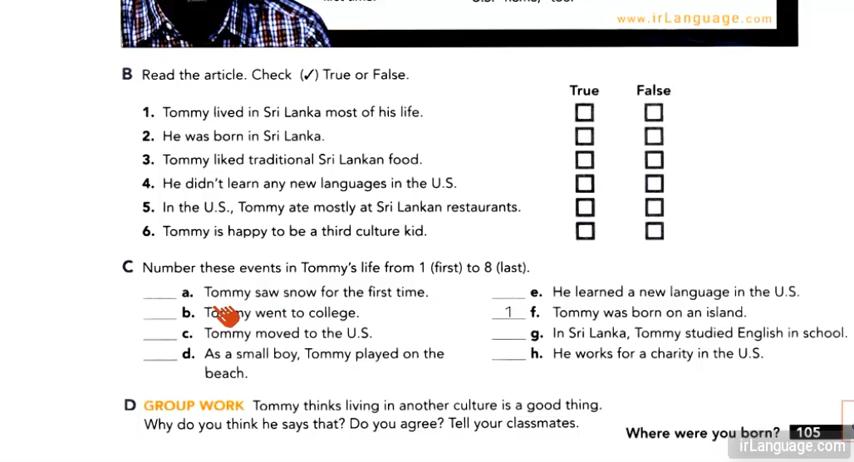 www.irLanguage.com
B Read the article. Check (✓) True or False.
True False
1. Tommy lived in Sri Lanka most of his life.
2. He was born in Sri Lanka.
3. Tommy liked traditional Sri Lankan food.
4. He didn't learn any new languages in the U.S.
5. In the U.S., Tommy ate mostly at Sri Lankan restaurants.
6. Tommy is happy to be a third culture kid.
C Number these events in Tommy's life from 1 (first) to 8 (last).
a. Tommy saw snow for the first time.
b. Tommy went to college.
c. Tommy moved to the U.S.
d. As a small boy, Tommy played on the
beach.
e. He learned a new language in the U.S.
1 f. Tommy was born on an island.
g. In Sri Lanka, Tommy studied English in school.
h. He works for a charity in the U.S.
D GROUP WORK Tommy thinks living in another culture is a good thing.
Why do you think he says that? Do you agree? Tell your classmates.
Where were you born? 105
irLanguage.com